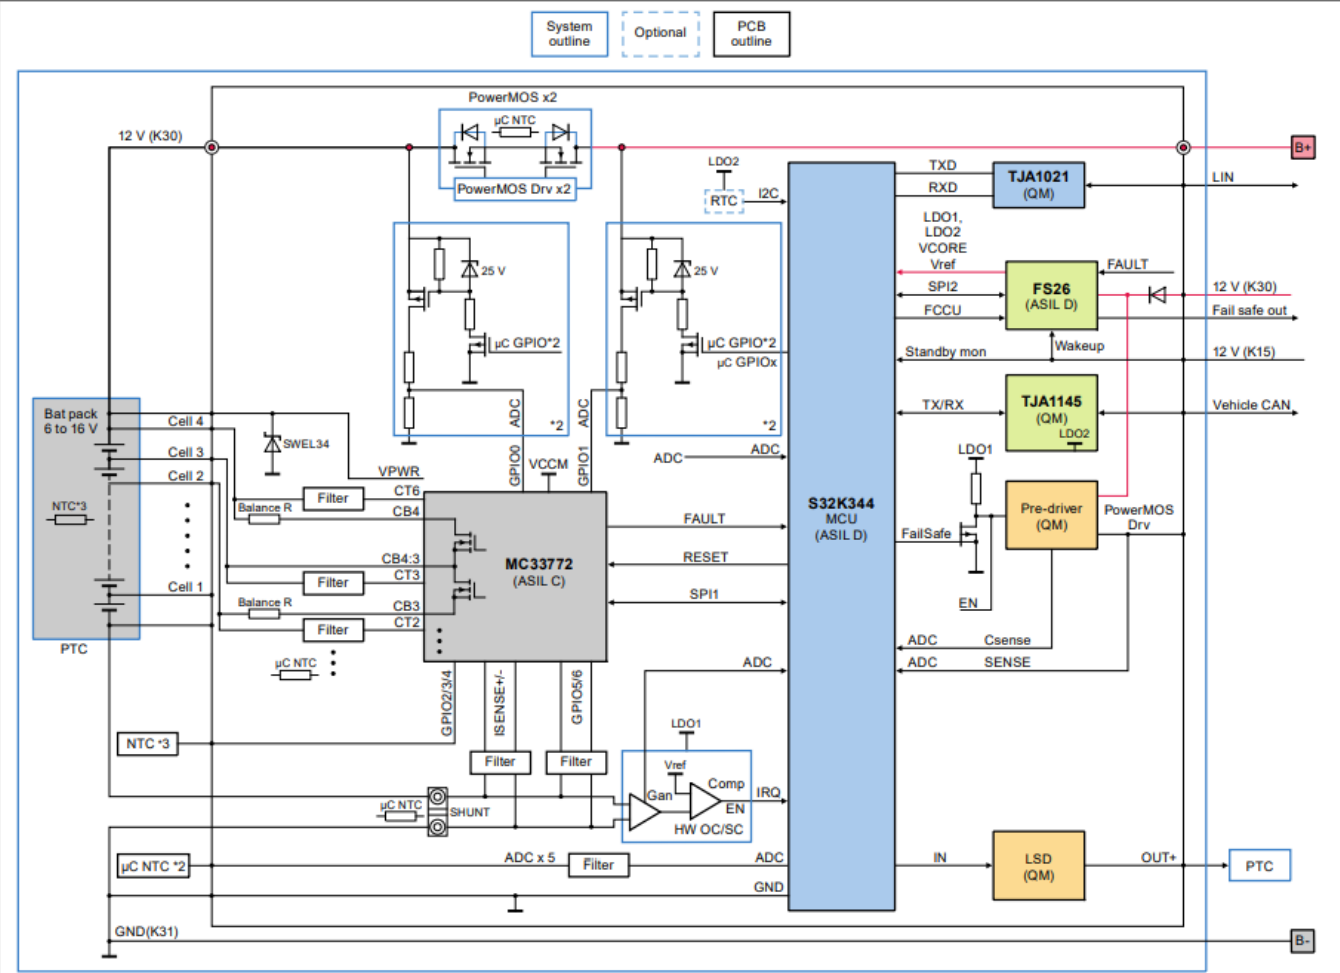 System
outline
Optional
PCB
outline
PowerMOS x2
12 V (K30)
µC NTC
B+
PowerMOS Drv x2
LDO2
RTC
I2C
TXD
RXD
TJA1021
(QM)
LIN
LDO1,
LDO2
VCORE
Vref
SPI2
FCCU
FS26
(ASIL D)
FAULT
12 V (K30)
Fail safe out
25 V
25 V
µC GPIO*2
µC GPIO*2
µC GPIOx
Standby mon
Wakeup
12 V (K15)
Bat pack
6 to 16 V
Cell 4
SWEL34
Cell 3
Cell 2
NTC*3
Cell 1
PTC
ADC
*2
ADC
*2
GPIO0
GPIO1
VCCM
VPWR
ADC
ADC
TX/RX
TJA1145
(QM)
LDO2
Vehicle CAN
LDO1
Filter
CT6
Balance R
CB4
CB4:3
Filter
CT3
Balance R
CB3
Filter
CT2
µC NTC
MC33772
(ASIL C)
FAULT
RESET
SPI1
S32K344
MCU
(ASIL D)
FailSafe
EN
Pre-driver
(QM)
PowerMOS
Drv
ADC
Csense
ADC
SENSE
ADC
GPIO2/3/4
ISENSE+/-
GPIO5/6
NTC *3
Filter
Filter
LDO1
Vref
Gan
Comp
EN
HW OC/SC
IRQ
µC NTC
SHUNT
µC NTC *2
ADC x 5
Filter
ADC
GND
IN
LSD
(QM)
OUT+
PTC
GND(K31)
B-